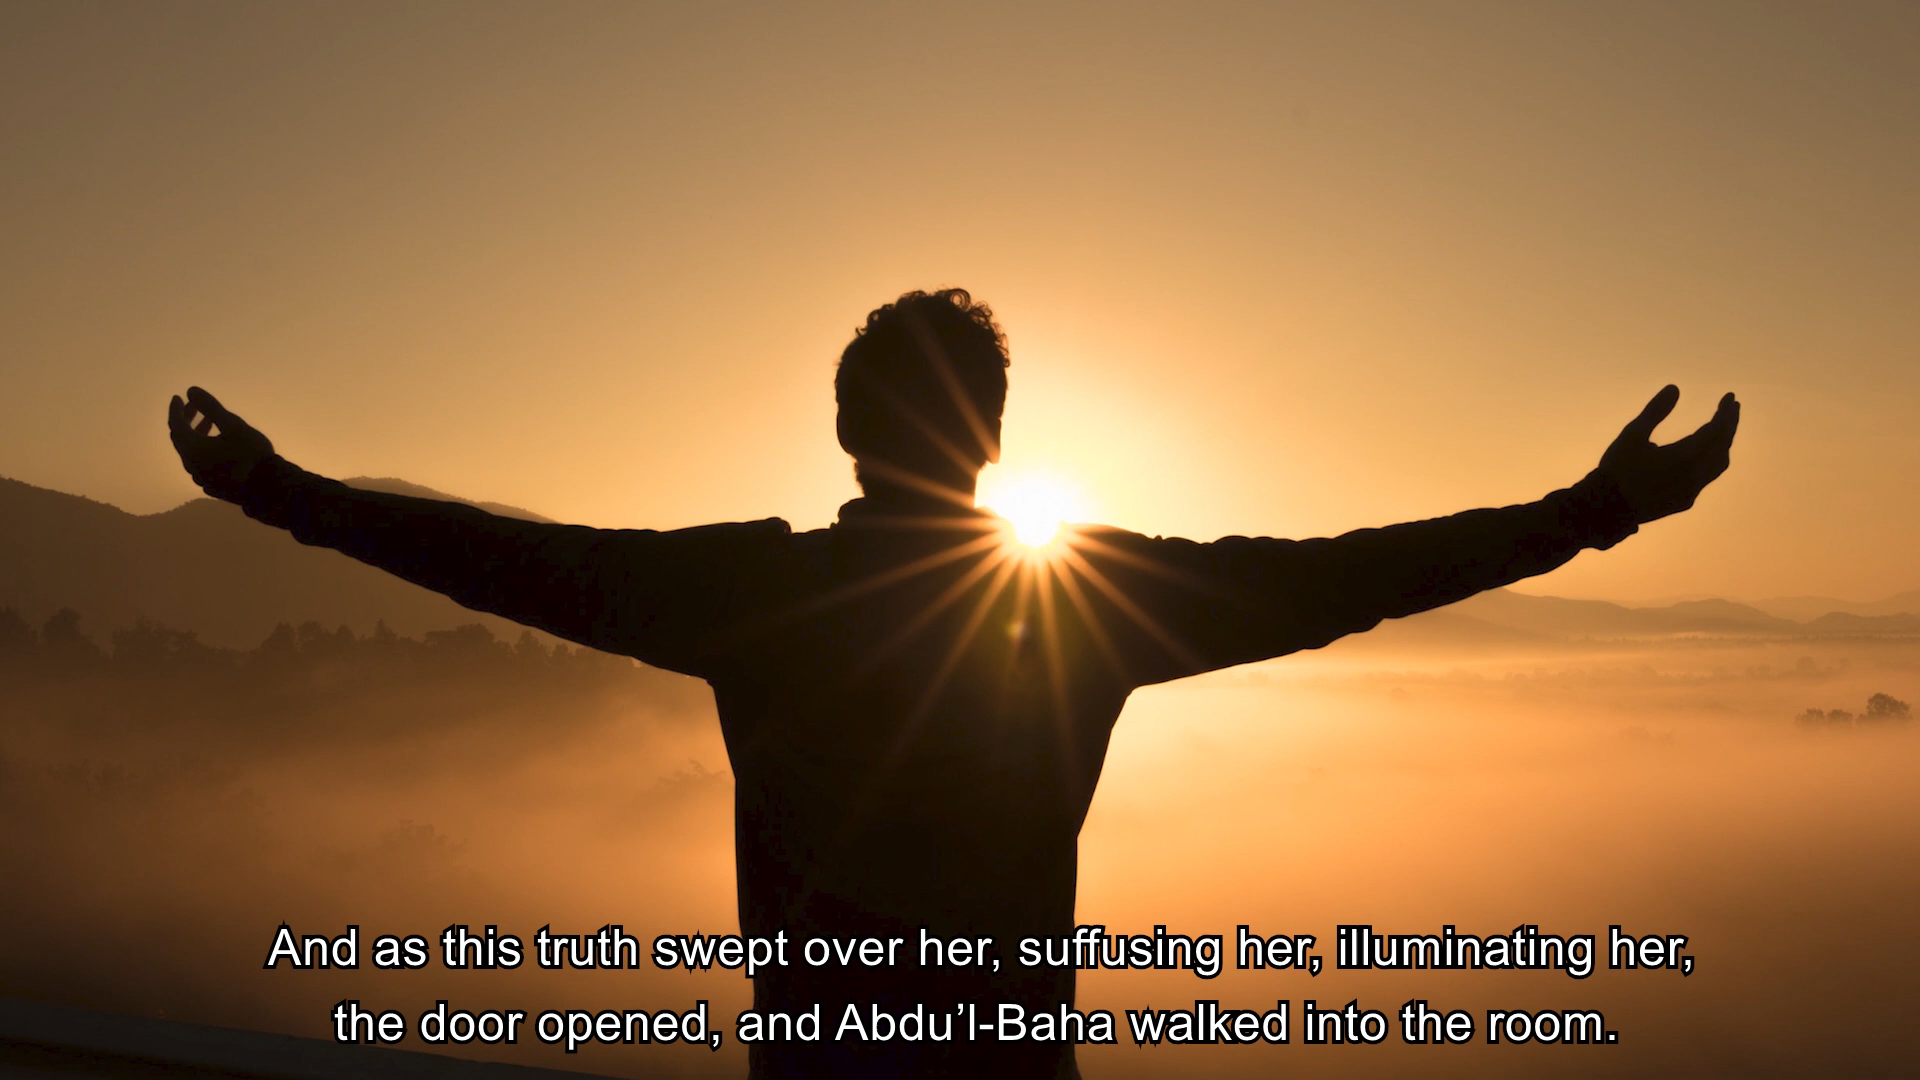 And as this truth swept over her, suffusing her, illuminating her,
the door opened, and Abdu’l-Baha walked into the room.